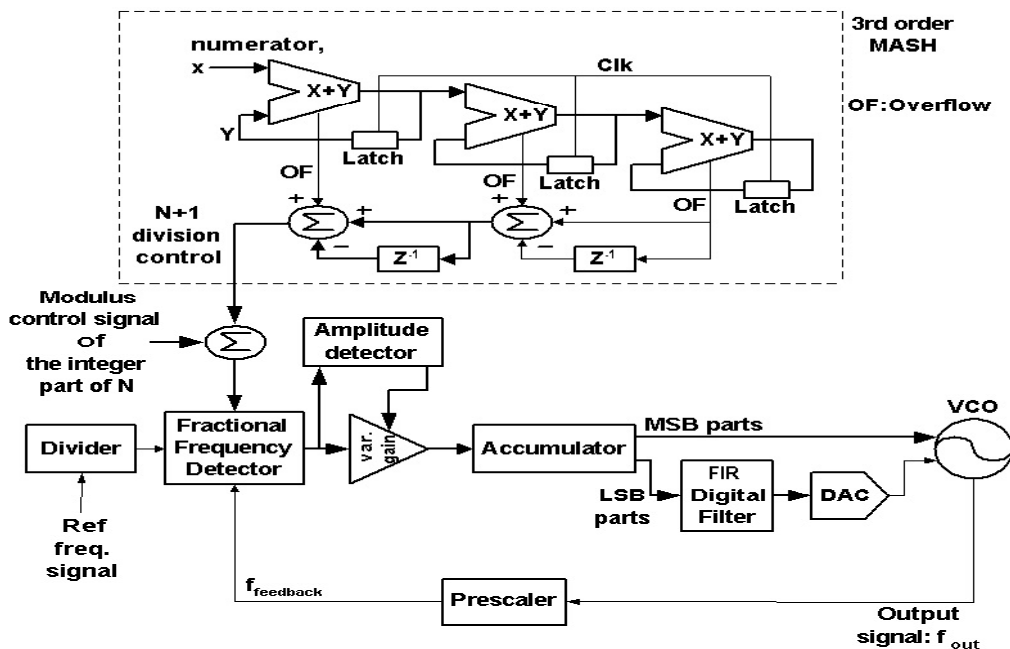 3rd order
MASH
OF:Overflow
numerator,
x
X+Y
Clk
X+Y
X+Y
Y
Latch
Latch
Latch
OF
OF
OF
+
+
+
+
Σ
Σ
−
−
Z-1
Z-1
N+1
division
control
Modulus
control signal
Of
the integer
part of N
Σ
Amplitude
detector
Divider
Fractional
Frequency
Detector
var.
gain
Accumulator
MSB parts
VCO
LSB
parts
FIR
Digital
Filter
DAC
Ref
freq.
signal
ffeedback
Prescaler
Output
signal: f out